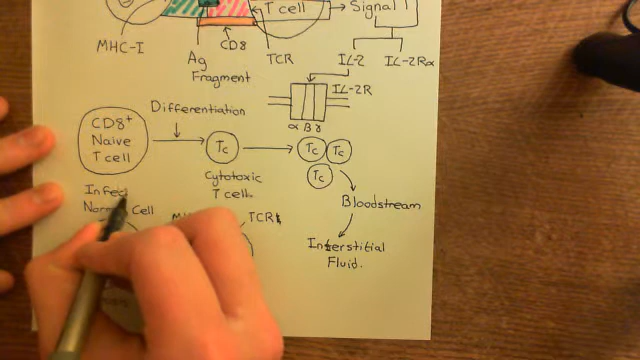 T cell
Signal 1
MHC-I
CD8
TCR
Ag
Fragment
IL-2
IL-2Rα
IL-2R
α β γ
Differentiation
CD8+
Naive
T cell
Tc
Tc
Tc
Tc
Cytotoxic
T cell
Bloodstream
Interstitial
Fluid.
Infec
Cell
TCR